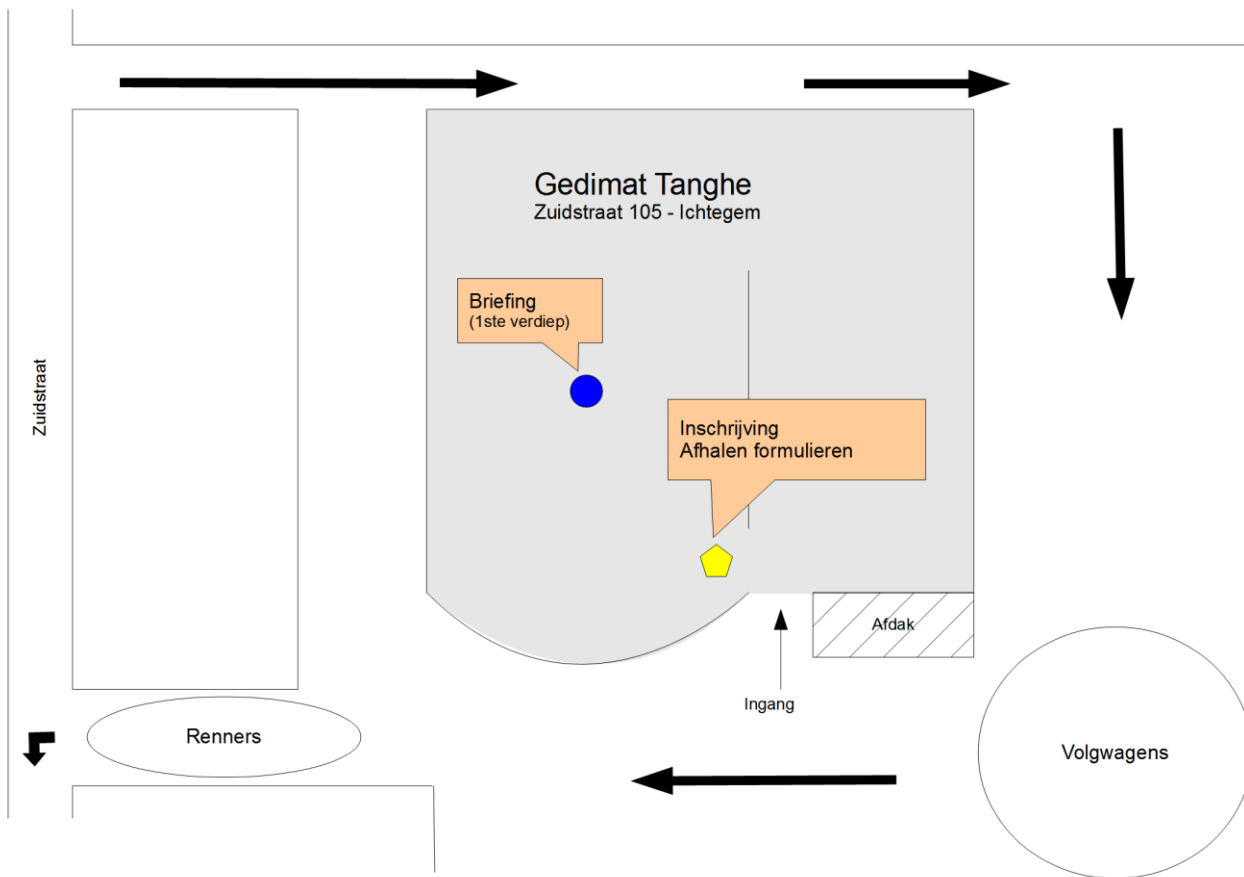 Gedimat Tanghe
Zuidstraat 105 - Ichtegem
Briefing
(1ste verdiep)
Zuidstraat
Inschrijving
Afhalen formulieren
Afdak
Ingang
Renners
Volgwagens